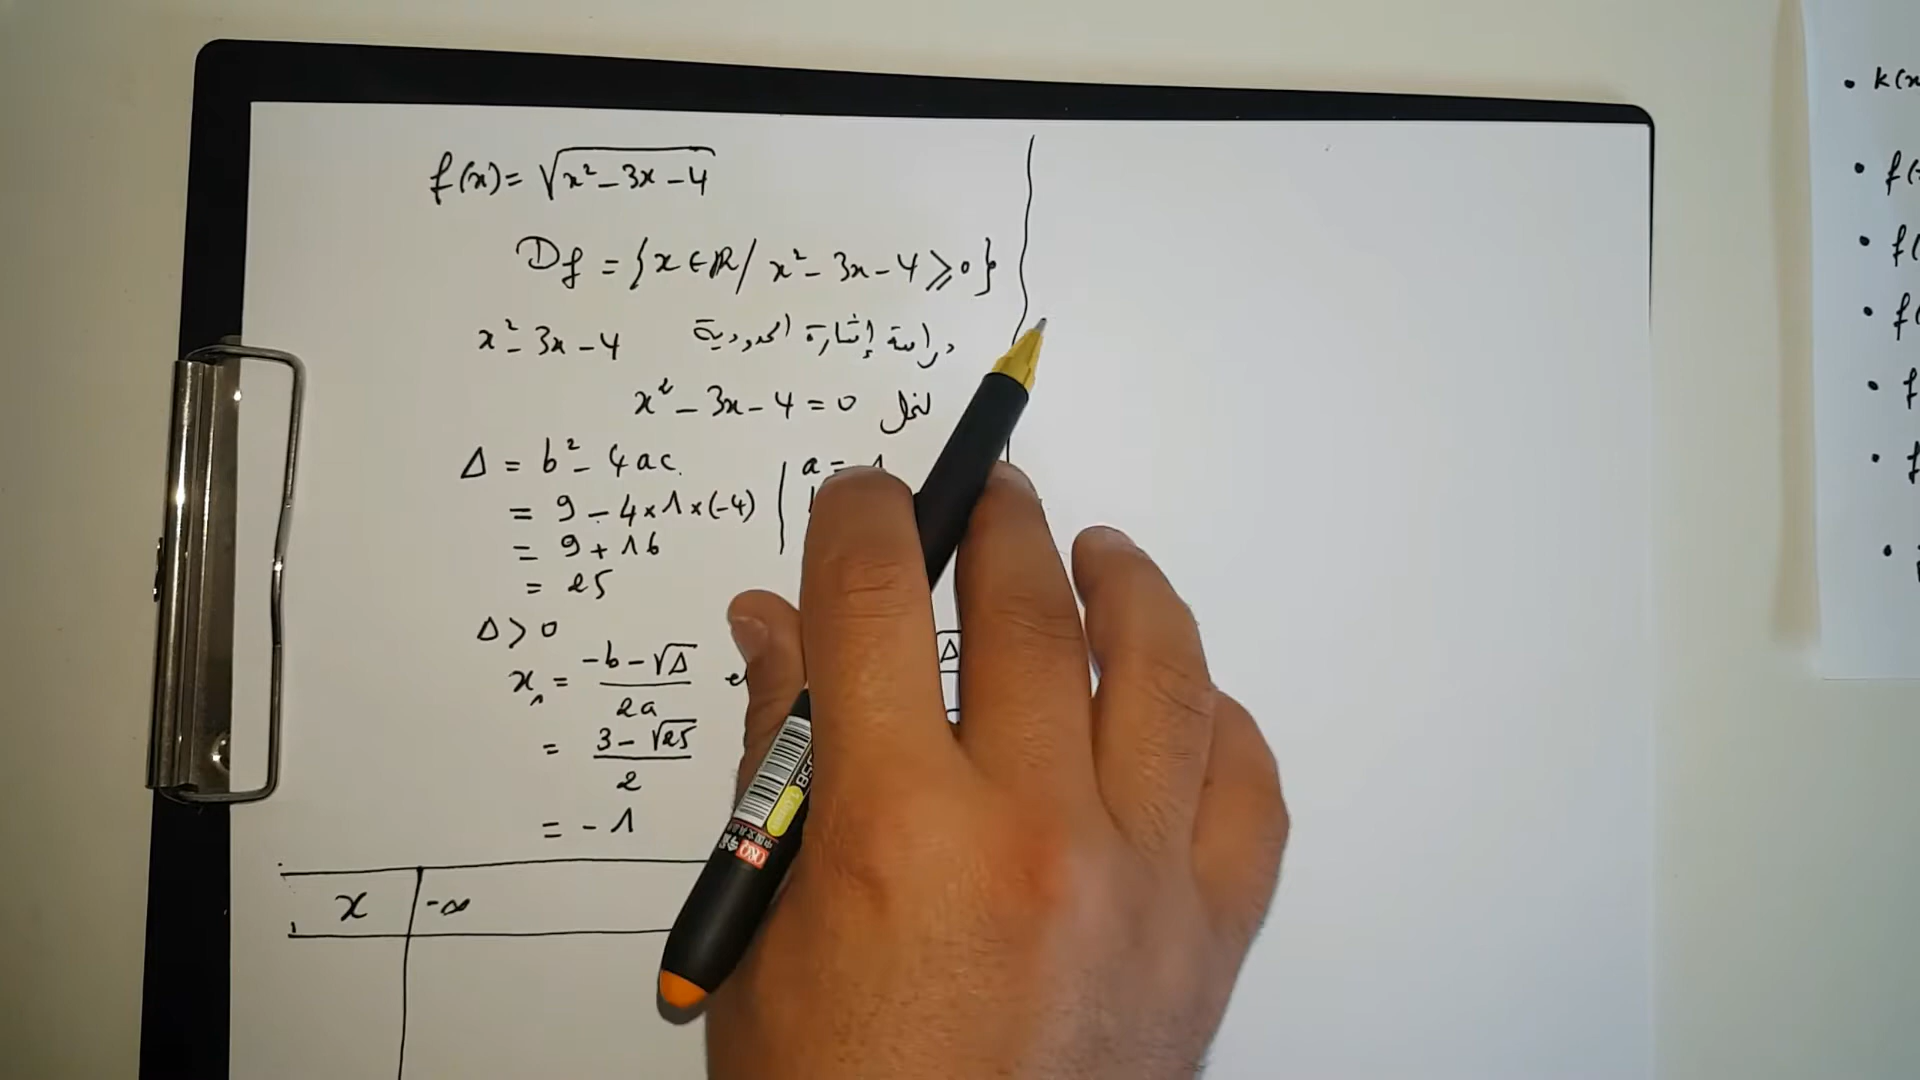 f(x) = √(x² - 3x - 4)
Df = {x ∈ ℝ / x² - 3x - 4 ≥ 0}
x² - 3x - 4 دراسة إشارة الحدودية
x² - 3x - 4 = 0 لنحل
Δ = b² - 4ac.
= 9 - 4×1×(-4)
= 9 + 16
= 25
a = 1
Δ > 0
x₁ = (-b - √Δ) / 2a
= (3 - √25) / 2
= -1
Δ
x | -∞
• k(x
• f(
• f(
• f(
• f
• f